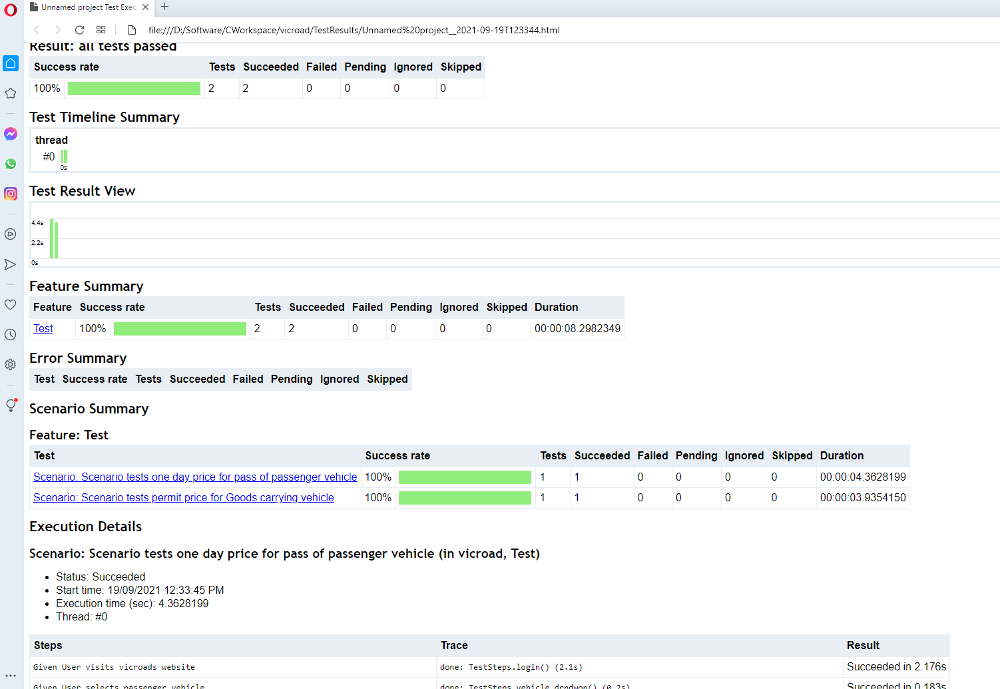 Unnamed project Test Exec
file:///D:/Software/CWorkspace/vicroad/TestResults/Unnamed%20project__2021-09-19T123344.html
Result: all tests passed
Success rate Tests Succeeded Failed Pending Ignored Skipped
100% 2 2 0 0 0 0
Test Timeline Summary
thread
#0
0s
Test Result View
4.4s
2.2s
0s
Feature Summary
Feature Success rate Tests Succeeded Failed Pending Ignored Skipped Duration
Test 100% 2 2 0 0 0 0 00:00:08.2982349
Error Summary
Test Success rate Tests Succeeded Failed Pending Ignored Skipped
Scenario Summary
Feature: Test
Test Success rate Tests Succeeded Failed Pending Ignored Skipped Duration
Scenario: Scenario tests one day price for pass of passenger vehicle 100% 1 1 0 0 0 0 00:00:04.3628199
Scenario: Scenario tests permit price for Goods carrying vehicle 100% 1 1 0 0 0 0 00:00:03.9354150
Execution Details
Scenario: Scenario tests one day price for pass of passenger vehicle (in vicroad, Test)
• Status: Succeeded
• Start time: 19/09/2021 12:33:45 PM
• Execution time (sec): 4.3628199
• Thread: #0
Steps Trace Result
Given User visits vicroads website done: TestSteps.login() (2.1s) Succeeded in 2.176s
Given User selects passenger vehicle done: TestSteps.vehicle_drpdwon() (0.2s) Succeeded in 0.183s